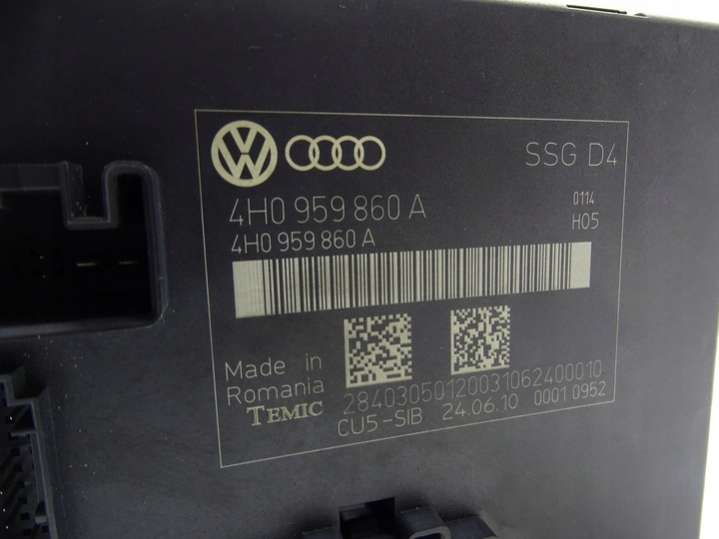 VW SSG D4
4H0 959 860 A 0114
4H0 959 860 A H05
Made in
Romania
TEMIC 28403050120031062400010
CU5-SIB 24.06.10 0001 0952